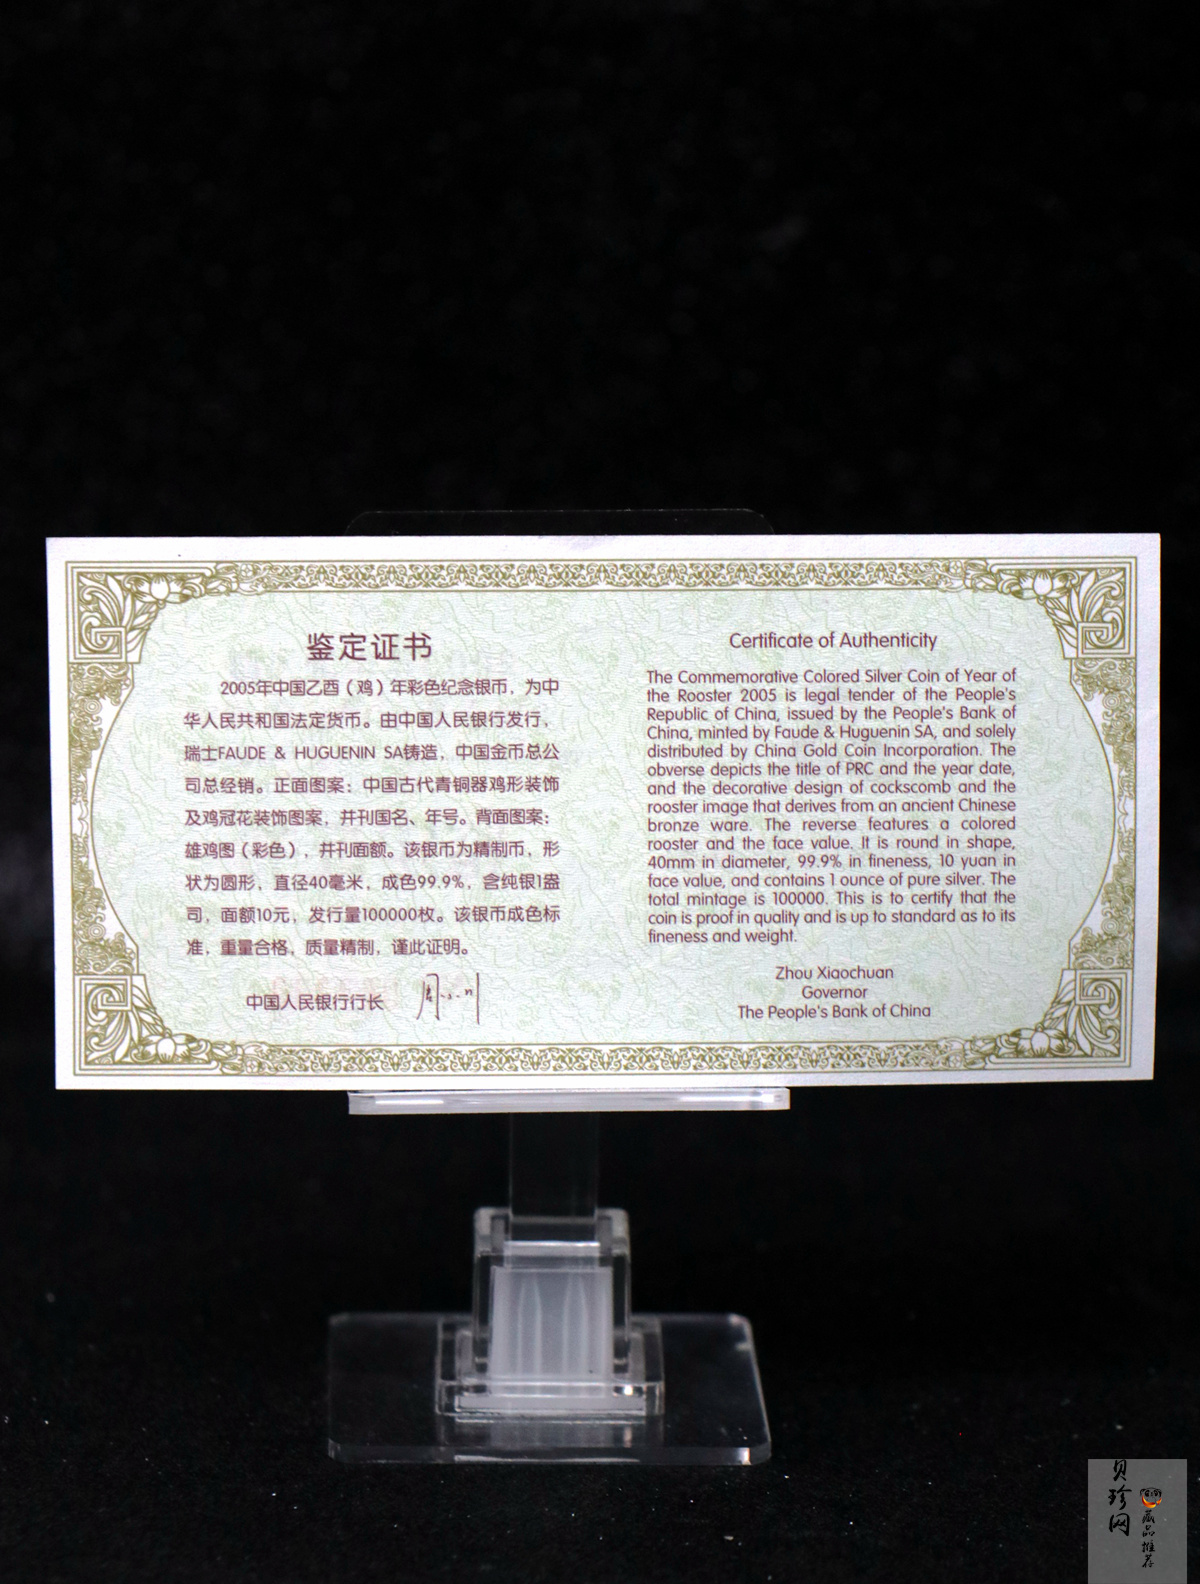 鉴定证书
2005年中国乙酉（鸡）年彩色纪念银币，为中
华人民共和国法定货币。由中国人民银行发行，
瑞士FAUDE & HUGUENIN SA铸造，中国金币总公
司总经销。正面图案：中国古代青铜器鸡形装饰
及鸡冠花装饰图案，并刊国名、年号。背面图案：
雄鸡图（彩色），并刊面额。该银币为精制币，形
状为圆形，直径40毫米，成色99.9%，含纯银1盎
司，面额10元，发行量100000枚。该银币成色标
准，重量合格，质量精制，谨此证明。
中国人民银行行长
Certificate of Authenticity
The Commemorative Colored Silver Coin of Year of
the Rooster 2005 is legal tender of the People's
Republic of China, issued by the People's Bank of
China, minted by Faude & Huguenin SA, and solely
distributed by China Gold Coin Incorporation. The
obverse depicts the title of PRC and the year date,
and the decorative design of cockscomb and the
rooster image that derives from an ancient Chinese
bronze ware. The reverse features a colored
rooster and the face value. It is round in shape,
40mm in diameter, 99.9% in fineness, 10 yuan in
face value, and contains 1 ounce of pure silver. The
total mintage is 100000. This is to certify that the
coin is proof in quality and is up to standard as to its
fineness and weight.
Zhou Xiaochuan
Governor
The People's Bank of China
贝珍网
藏品推荐